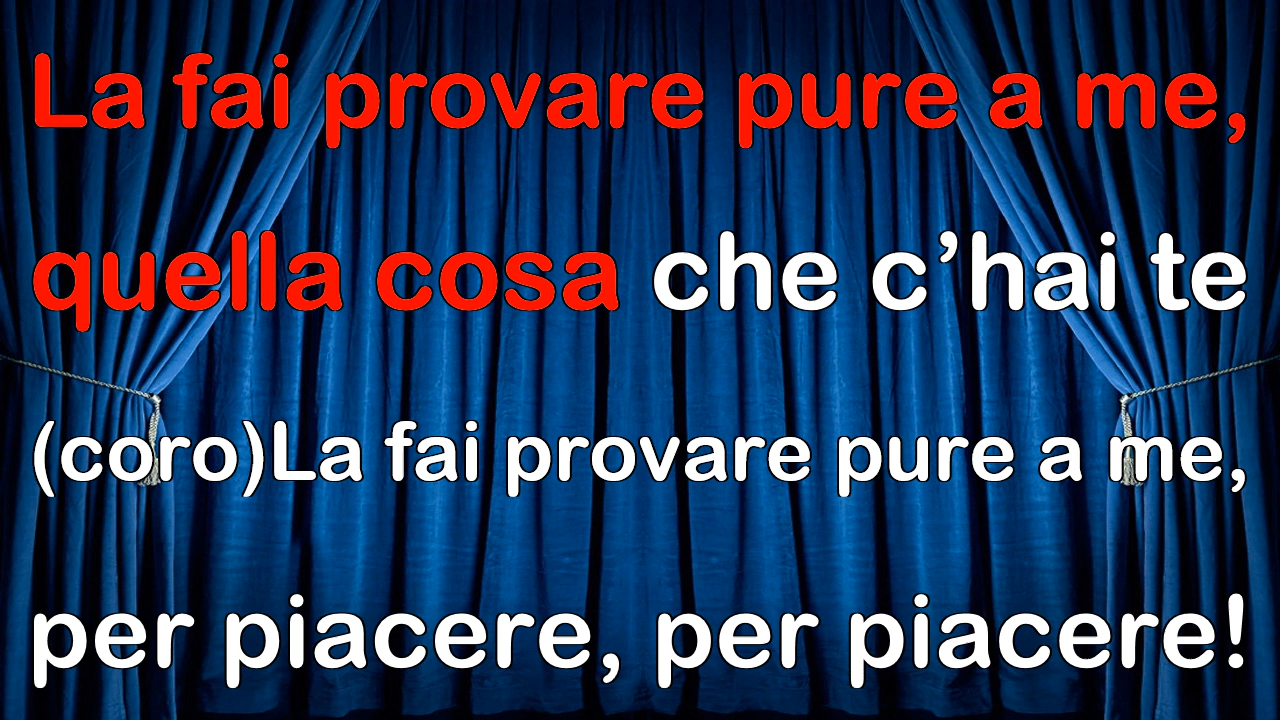 La fai provare pure a me,
quella cosa che c’hai te
(coro)La fai provare pure a me,
per piacere, per piacere!